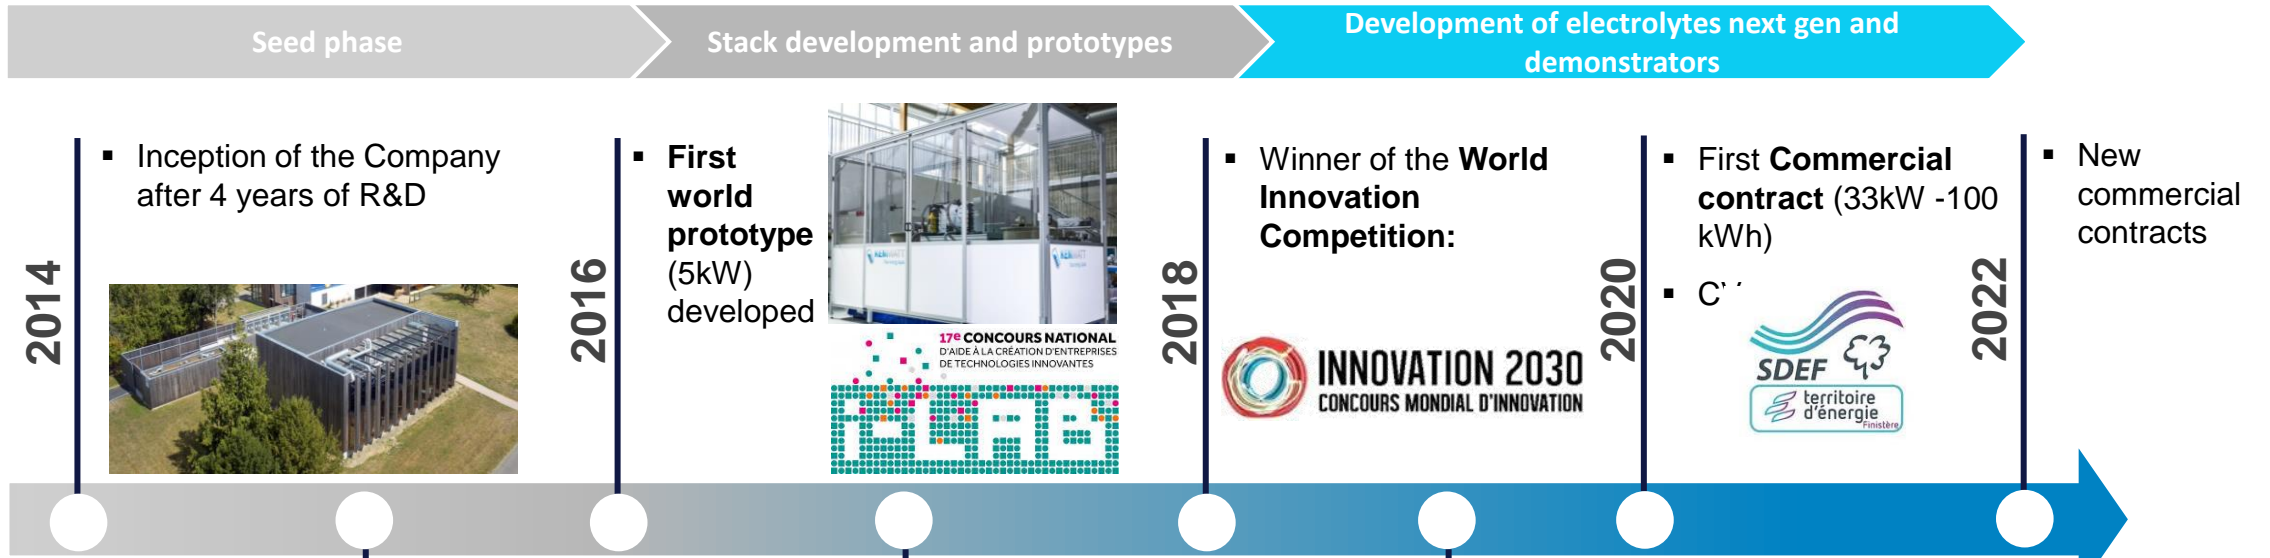 Seed phase
Stack development and prototypes
Development of electrolytes next gen and
demonstrators
2014
▪ Inception of the Company
after 4 years of R&D
2016
▪ First
world
prototype
(5kW)
developed
17e CONCOURS NATIONAL
D'AIDE À LA CRÉATION D'ENTREPRISES
DE TECHNOLOGIES INNOVANTES
i-LAB
2018
▪ Winner of the World
Innovation
Competition:
INNOVATION 2030
CONCOURS MONDIAL D'INNOVATION
2020
▪ First Commercial
contract (33kW -100
kWh)
SDEF
territoire
d'énergie
Finistère
2022
▪ New
commercial
contracts